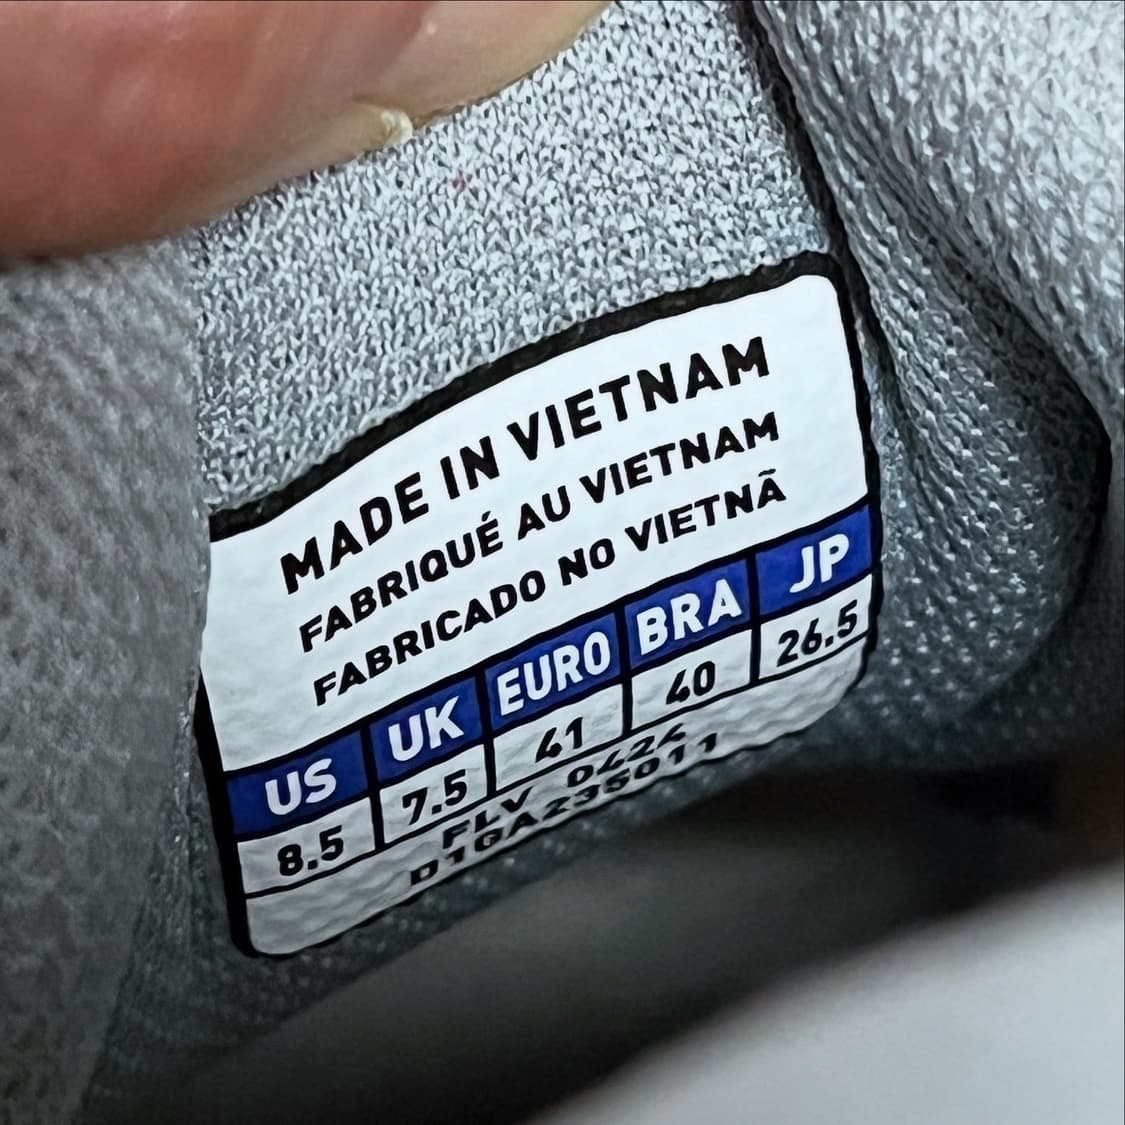 MADE IN VIETNAM
FABRIQUÉ AU VIETNAM
FABRICADO NO VIETNÃ
US UK EURO BRA JP
8.5 7.5 41 40 26.5
FLV 0424
D1GA235011